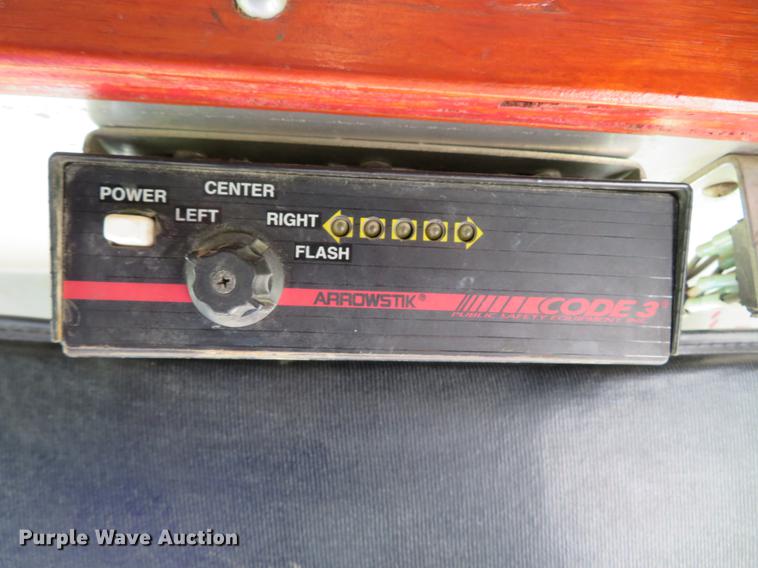 POWER
CENTER
LEFT
RIGHT
FLASH
ARROWSTIK®
CODE 3
PUBLIC SAFETY EQUIPMENT
Purple Wave Auction